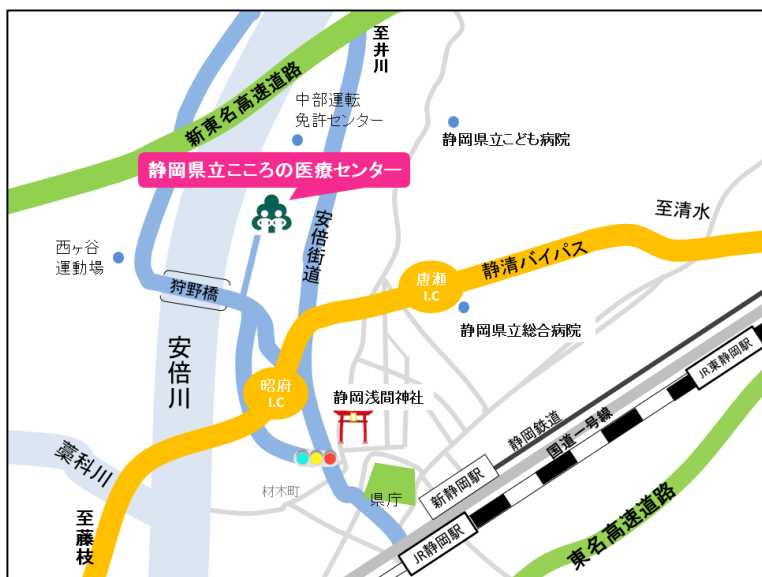 至井川
新東名高速道路
中部運転
免許センター
静岡県立こども病院
静岡県立こころの医療センター
安倍街道
至清水
西ヶ谷
運動場
静清バイパス
唐瀬
I.C
狩野橋
静岡県立総合病院
安倍川
JR東静岡駅
昭府
I.C
静岡浅間神社
静岡鉄道
国道一号線
藁科川
新静岡駅
材木町
県庁
至藤枝
JR静岡駅
東名高速道路